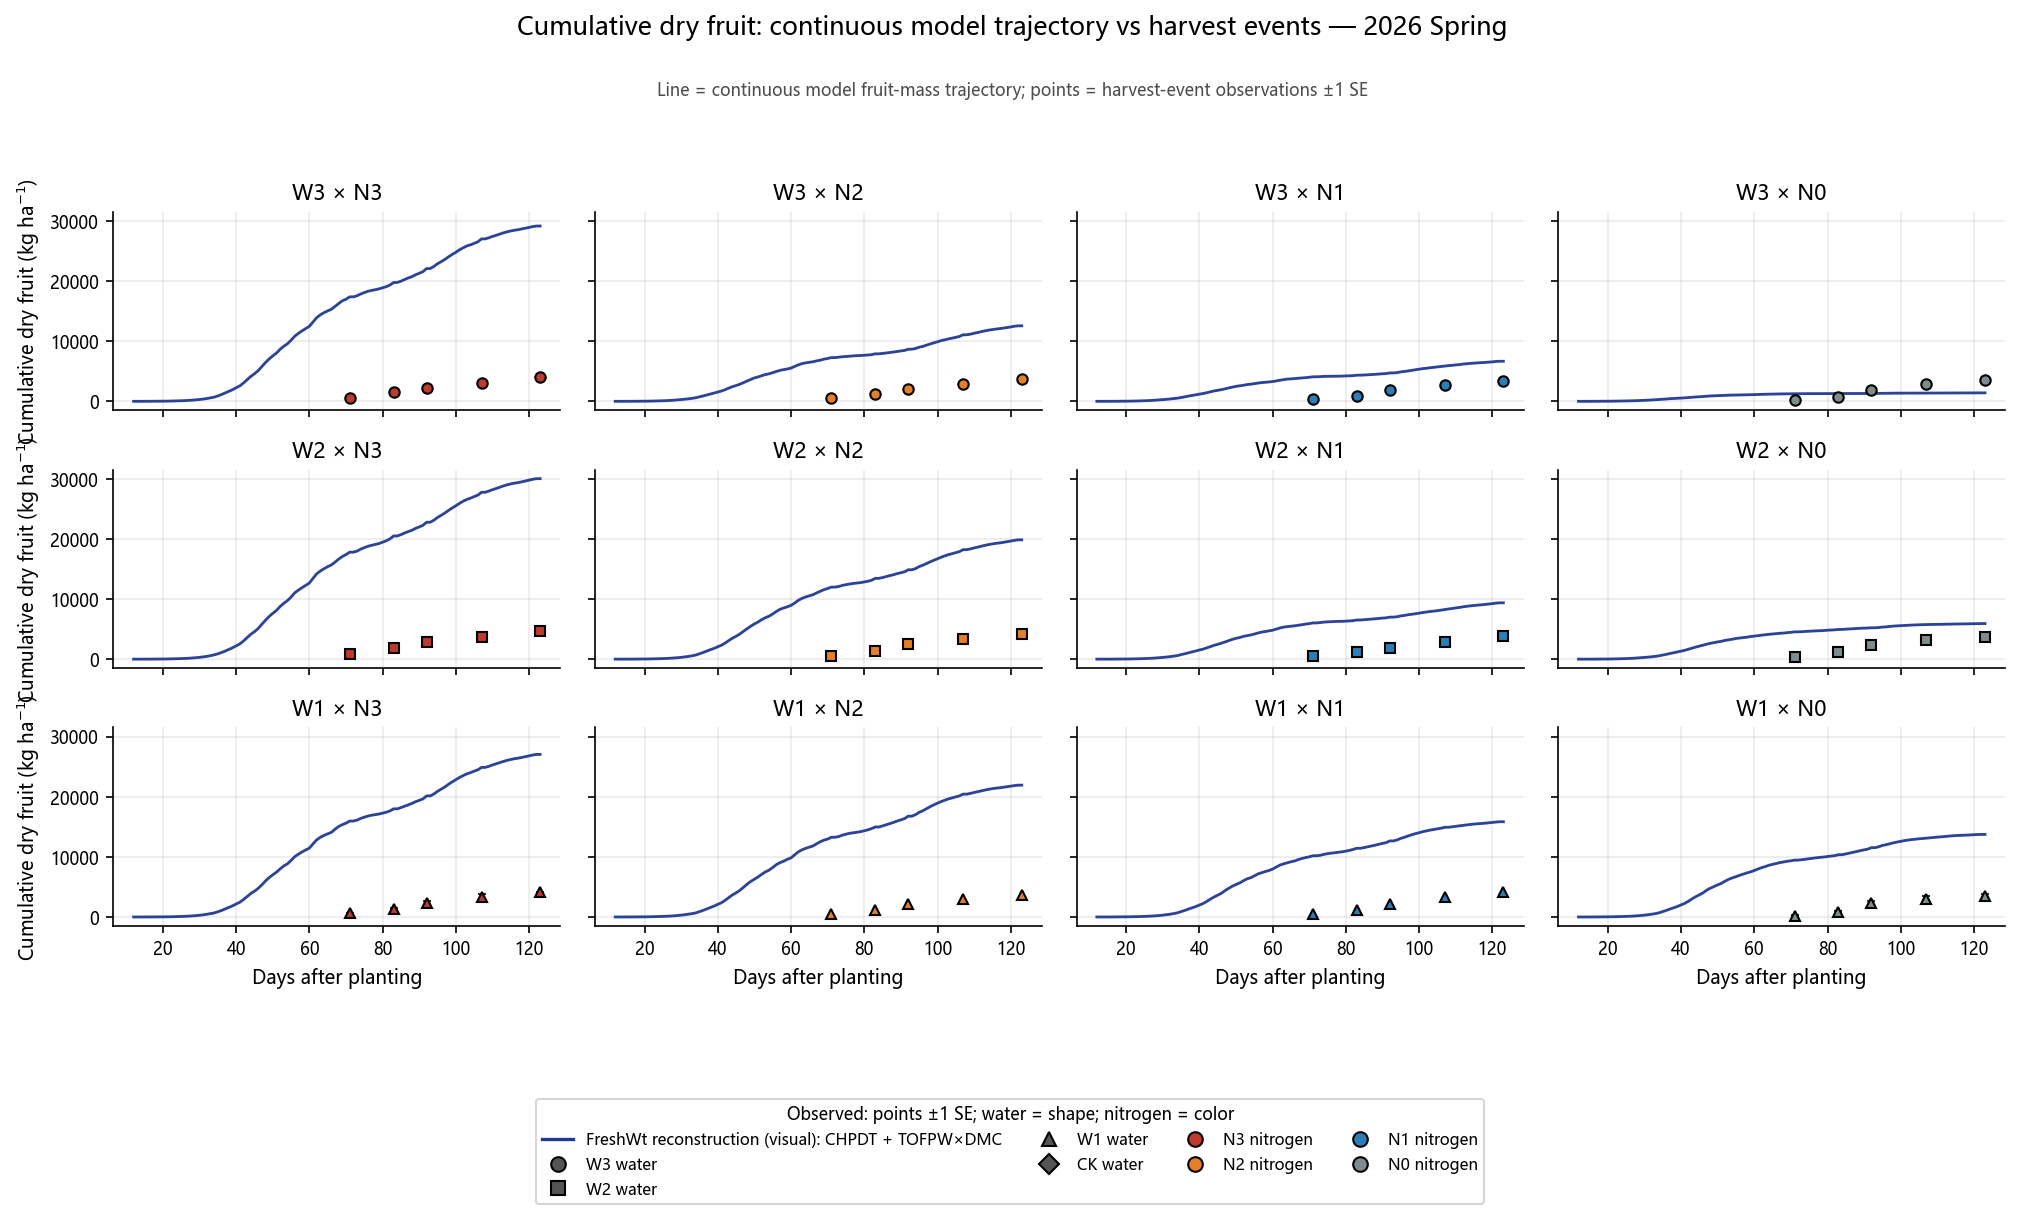 Cumulative dry fruit: continuous model trajectory vs harvest events — 2026 Spring
Line = continuous model fruit-mass trajectory; points = harvest-event observations ±1 SE
W3 × N3
W3 × N2
W3 × N1
W3 × N0
Cumulative dry fruit (kg ha⁻¹)
30000
20000
10000
0
W2 × N3
W2 × N2
W2 × N1
W2 × N0
Cumulative dry fruit (kg ha⁻¹)
30000
20000
10000
0
W1 × N3
W1 × N2
W1 × N1
W1 × N0
Cumulative dry fruit (kg ha⁻¹)
30000
20000
10000
0
20 40 60 80 100 120
20 40 60 80 100 120
20 40 60 80 100 120
20 40 60 80 100 120
Days after planting
Days after planting
Days after planting
Days after planting
Observed: points ±1 SE; water = shape; nitrogen = color
FreshWt reconstruction (visual): CHPDT + TOFPW×DMC
W3 water
W2 water
W1 water
CK water
N3 nitrogen
N2 nitrogen
N1 nitrogen
N0 nitrogen